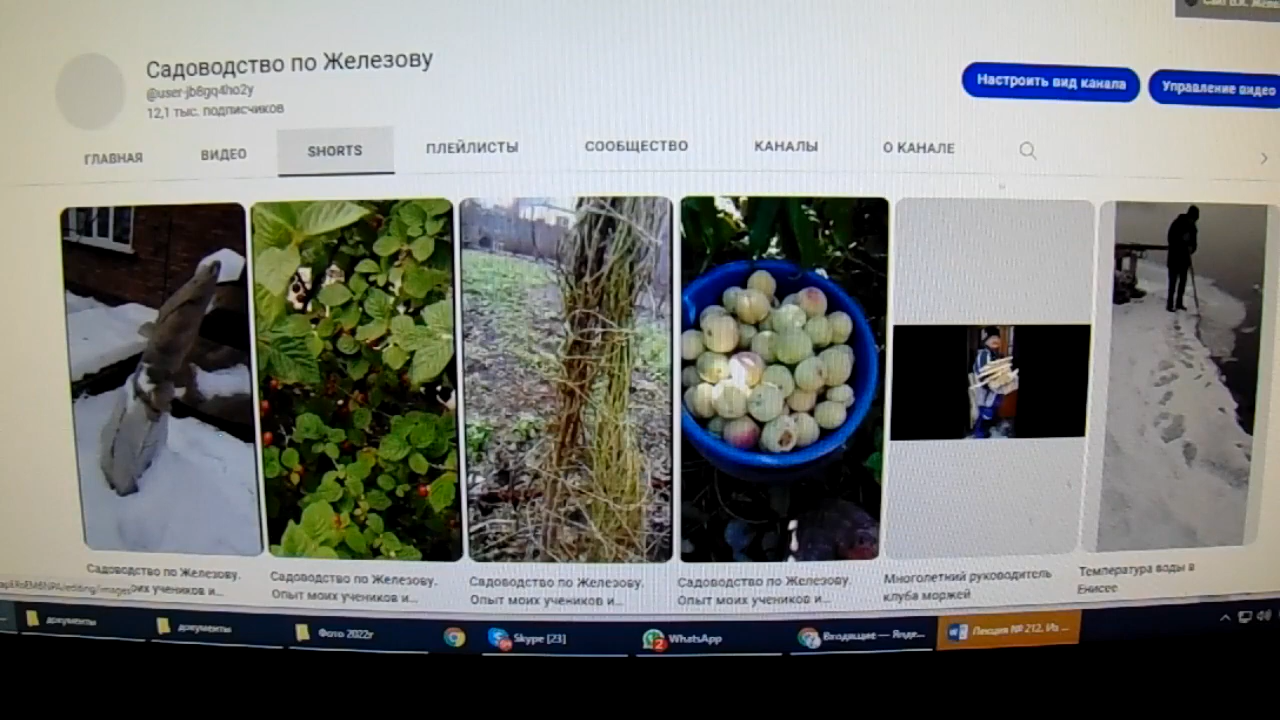 Садоводство по Железову
@user-jb8gq4ho2y
12,1 тыс. подписчиков
Настроить вид канала
Управление видео
ГЛАВНАЯ
ВИДЕО
SHORTS
ПЛЕЙЛИСТЫ
СООБЩЕСТВО
КАНАЛЫ
О КАНАЛЕ
Садоводство по Железову.
оих учеников и...
Садоводство по Железову.
Опыт моих учеников и...
Садоводство по Железову.
Опыт моих учеников и...
Садоводство по Железову.
Опыт моих учеников и...
Многолетний руководитель
клуба моржей
Температура воды в
Енисее
документы
документы
Фото 2022г
Skype [23]
2
WhatsApp
Входящие — Янде...
Лекция № 212. Из ...